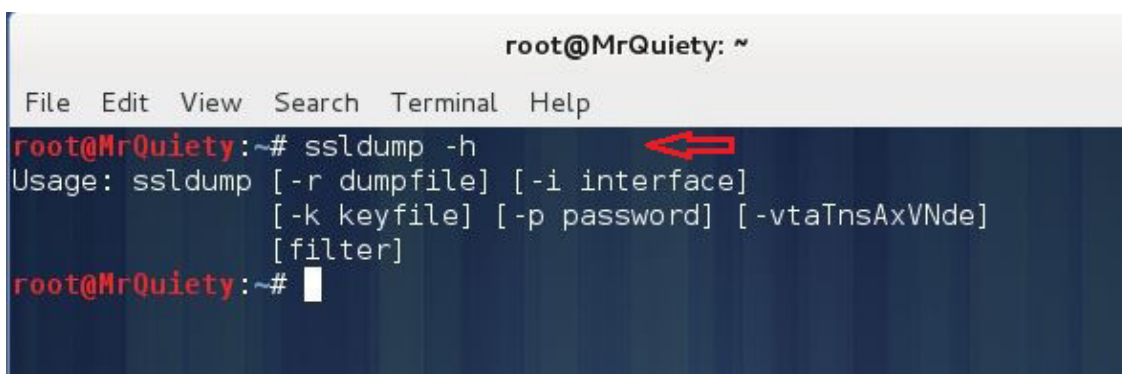 root@MrQuiety: ~
File Edit View Search Terminal Help
root@MrQuiety:~# ssldump -h
Usage: ssldump [-r dumpfile] [-i interface]
[-k keyfile] [-p password] [-vtaTnsAxVNde]
[filter]
root@MrQuiety:~#